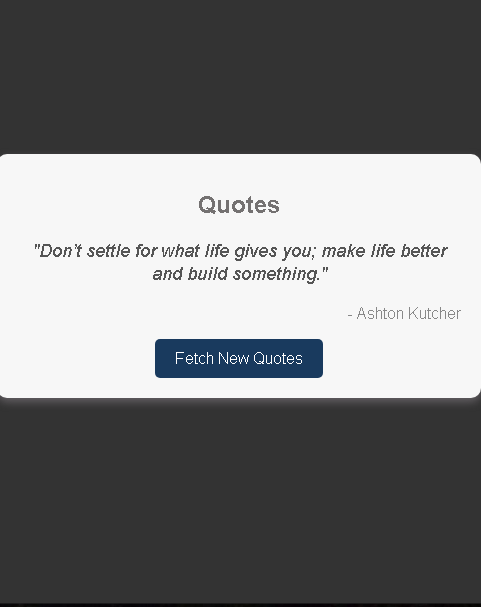 Quotes
"Don't settle for what life gives you; make life better
and build something."
- Ashton Kutcher
Fetch New Quotes